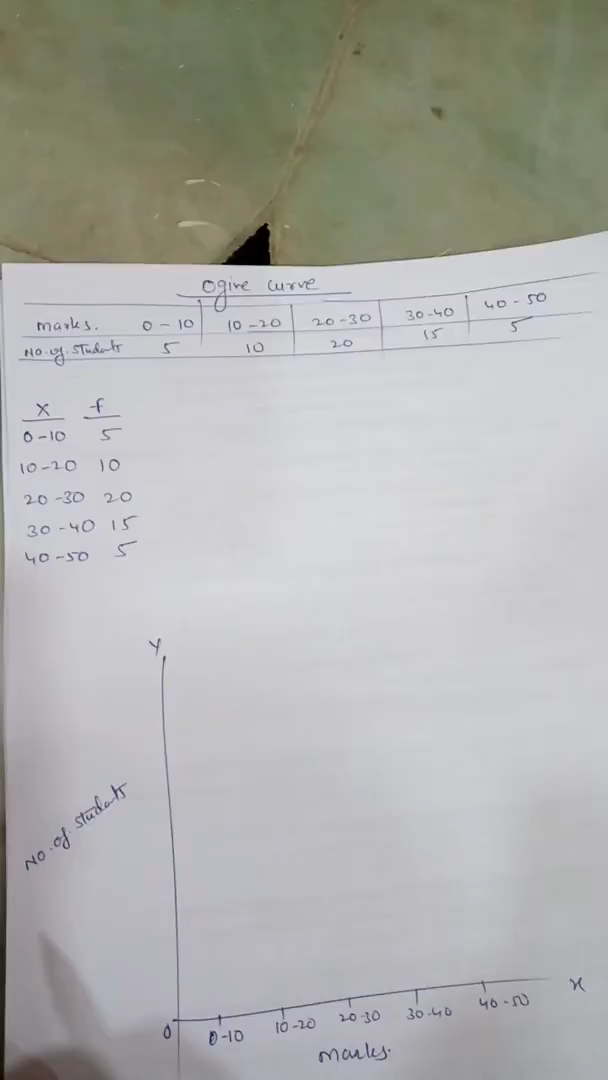 ogive curve
marks. 0-10 10-20 20-30 30-40 40-50
No. of. students 5 10 20 15 5
x f
0-10 5
10-20 10
20-30 20
30-40 15
40-50 5
Y
No. of. students
0 0-10 10-20 20-30 30-40 40-50 x
marks.